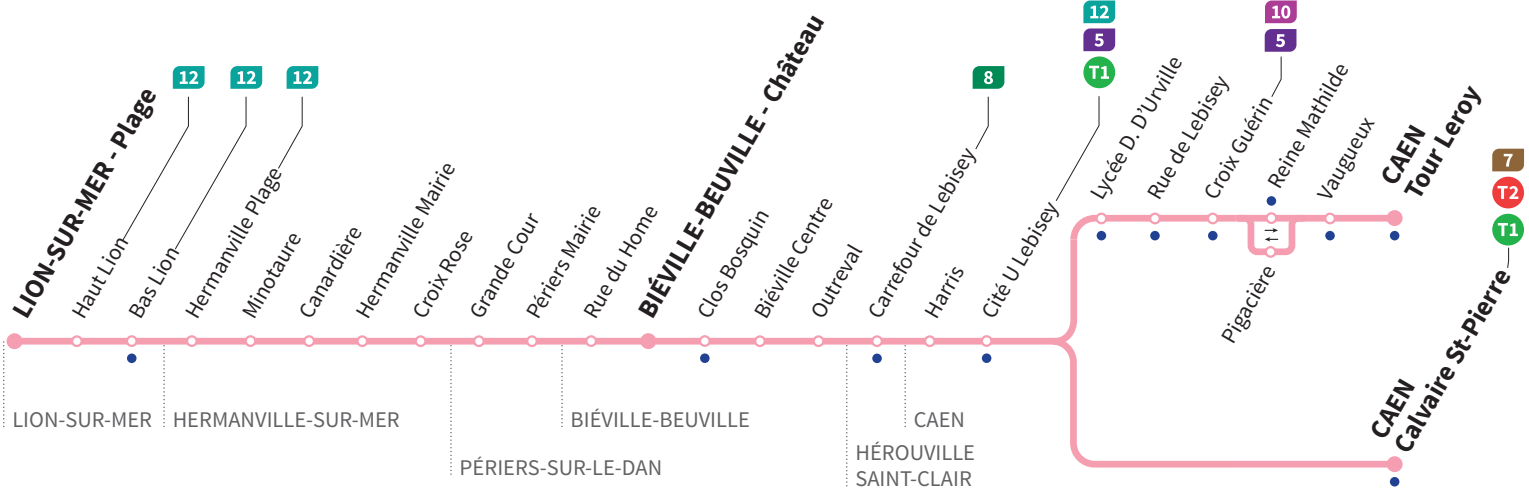 12
12
12
8
12
5
T1
10
5
7
T2
T1
LION-SUR-MER - Plage
Haut Lion
Bas Lion
Hermanville Plage
Minotaure
Canardière
Hermanville Mairie
Croix Rose
Grande Cour
Périers Mairie
Rue du Home
BIÉVILLE-BEUVILLE - Château
Clos Bosquin
Biéville Centre
Outreval
Carrefour de Lebisey
Harris
Cité U Lebisey
Lycée D. D'Urville
Rue de Lebisey
Croix Guérin
Reine Mathilde
Pigacière
Vaugueux
CAEN
Tour Leroy
CAEN
Calvaire St-Pierre
LION-SUR-MER
HERMANVILLE-SUR-MER
PÉRIERS-SUR-LE-DAN
BIÉVILLE-BEUVILLE
HÉROUVILLE
SAINT-CLAIR
CAEN